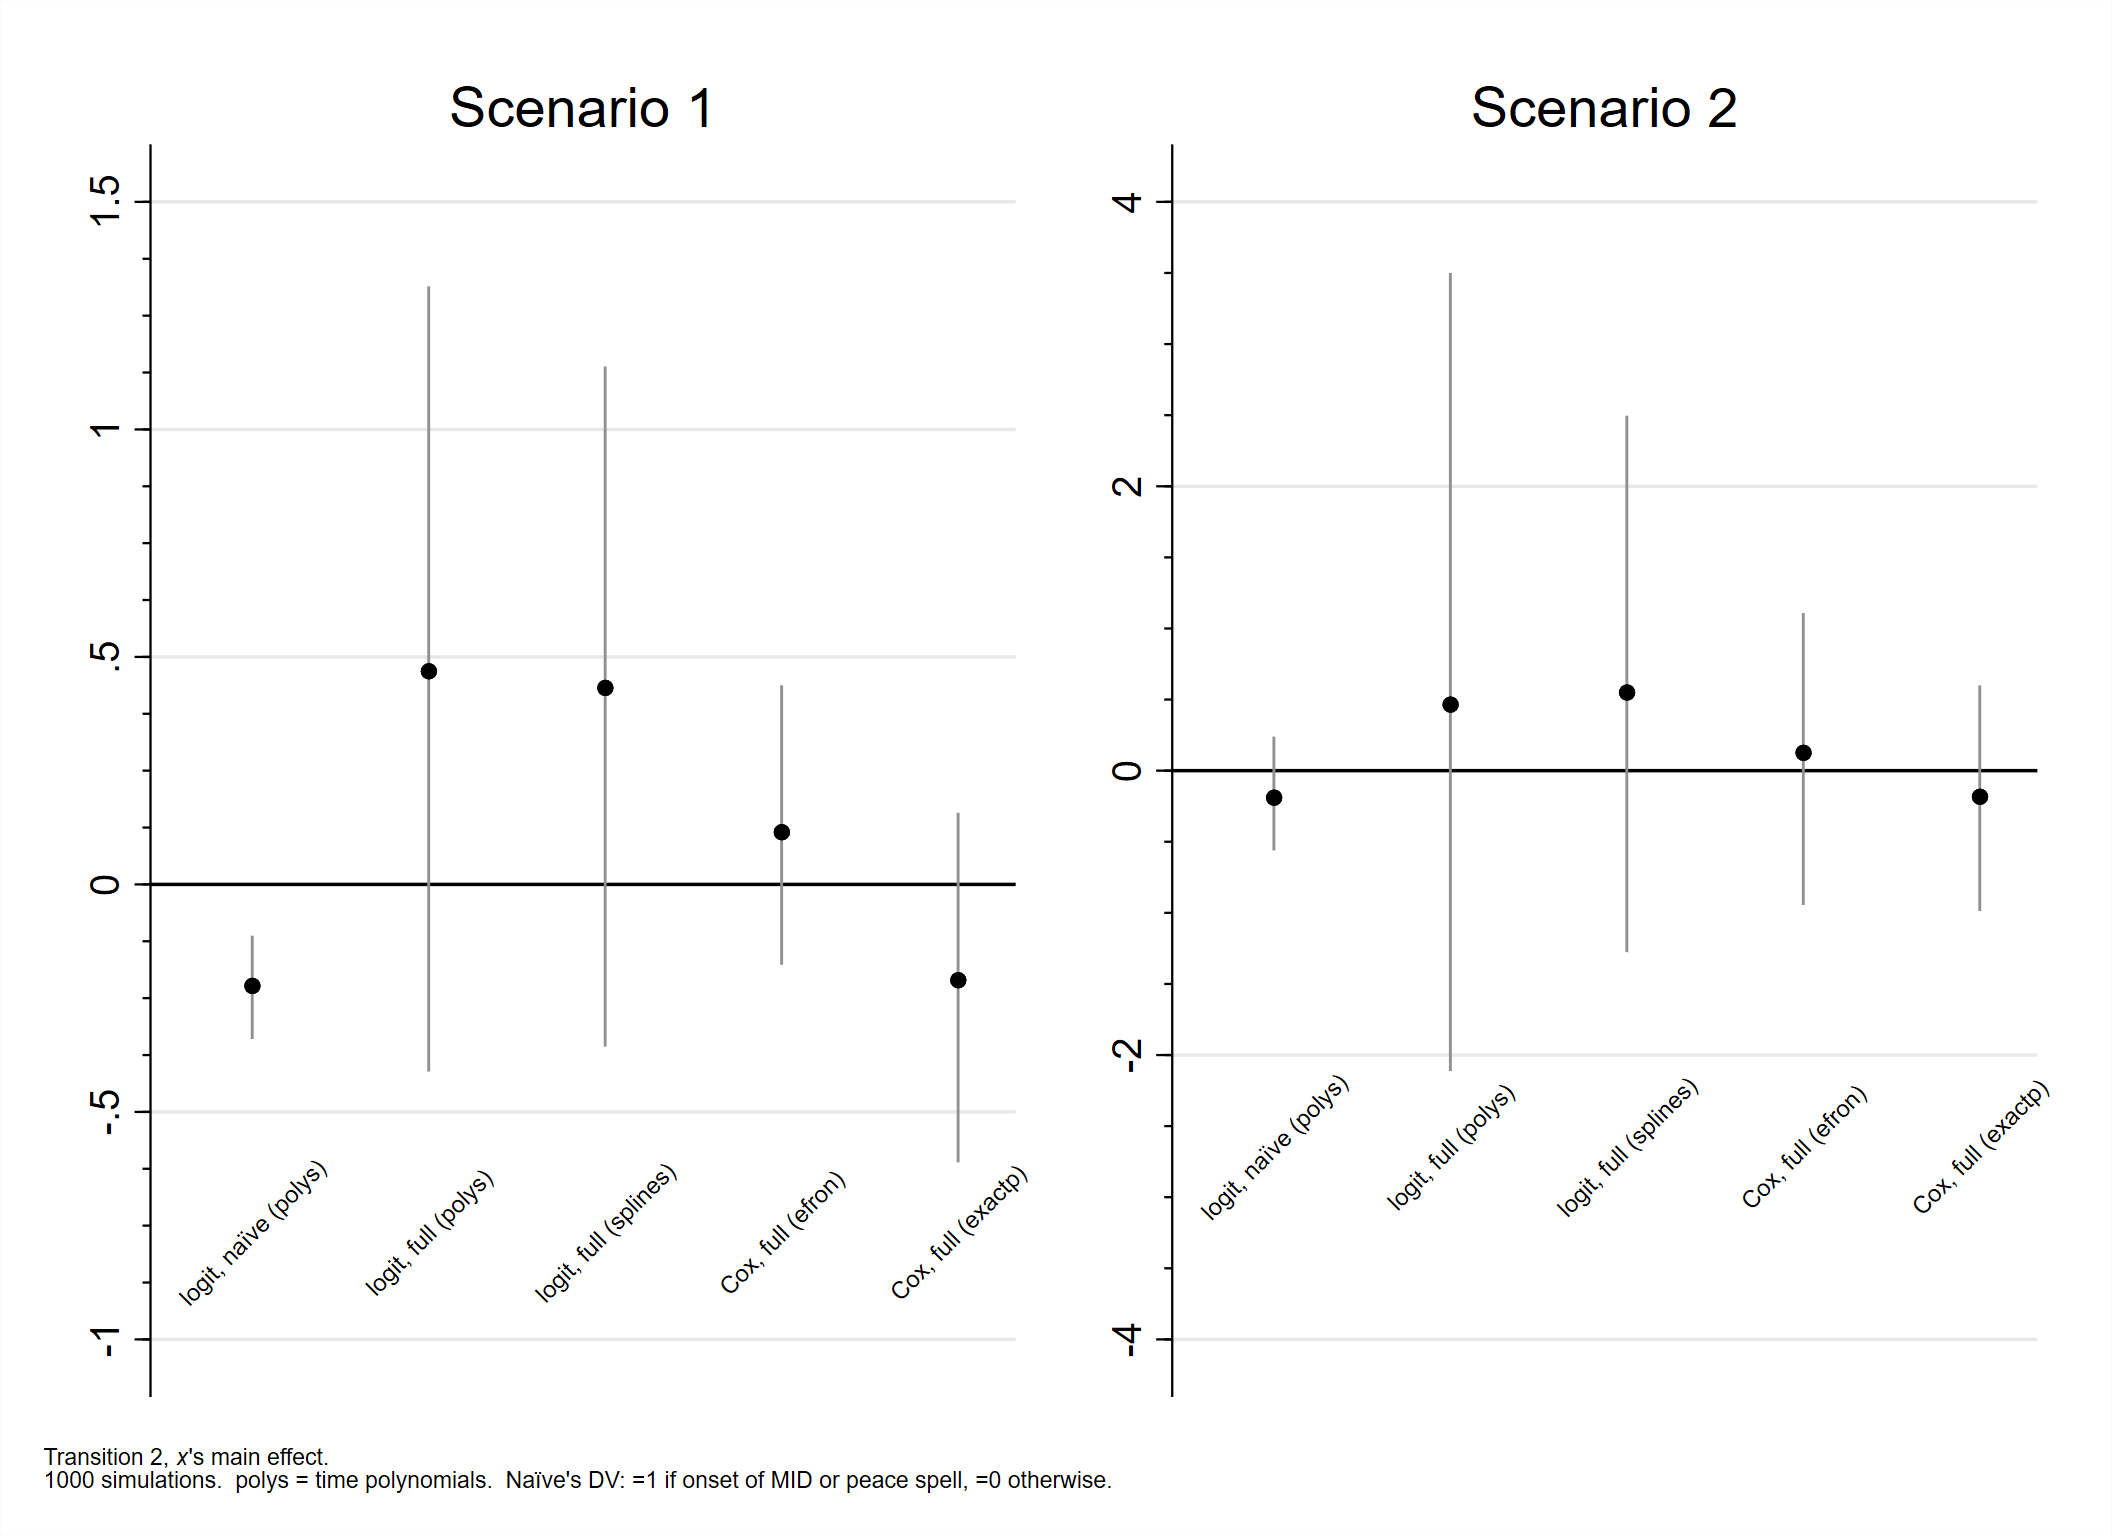 Scenario 1
1.5
1
.5
0
-.5
-1
logit, naïve (polys)
logit, full (polys)
logit, full (splines)
Cox, full (efron)
Cox, full (exactp)
Scenario 2
4
2
0
-2
-4
logit, naïve (polys)
logit, full (polys)
logit, full (splines)
Cox, full (efron)
Cox, full (exactp)
Transition 2, x's main effect.
1000 simulations.  polys = time polynomials.  Naïve's DV: =1 if onset of MID or peace spell, =0 otherwise.